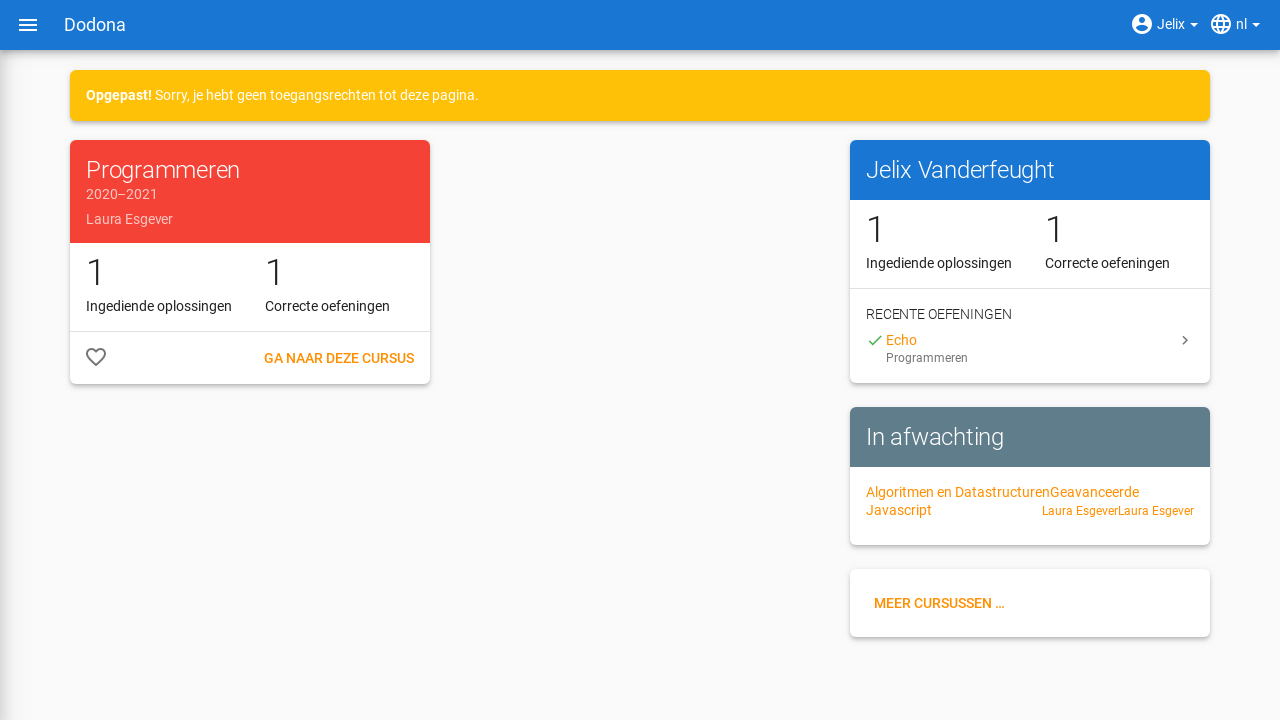 Dodona
Jelix
nl
Opgepast! Sorry, je hebt geen toegangsrechten tot deze pagina.
Programmeren
2020–2021
Laura Esgever
1
1
Ingediende oplossingen
Correcte oefeningen
GA NAAR DEZE CURSUS
Jelix Vanderfeught
1
1
Ingediende oplossingen
Correcte oefeningen
RECENTE OEFENINGEN
Echo
Programmeren
In afwachting
Algoritmen en DatastructurenGeavanceerde
Javascript
Laura EsgeverLaura Esgever
MEER CURSUSSEN ...